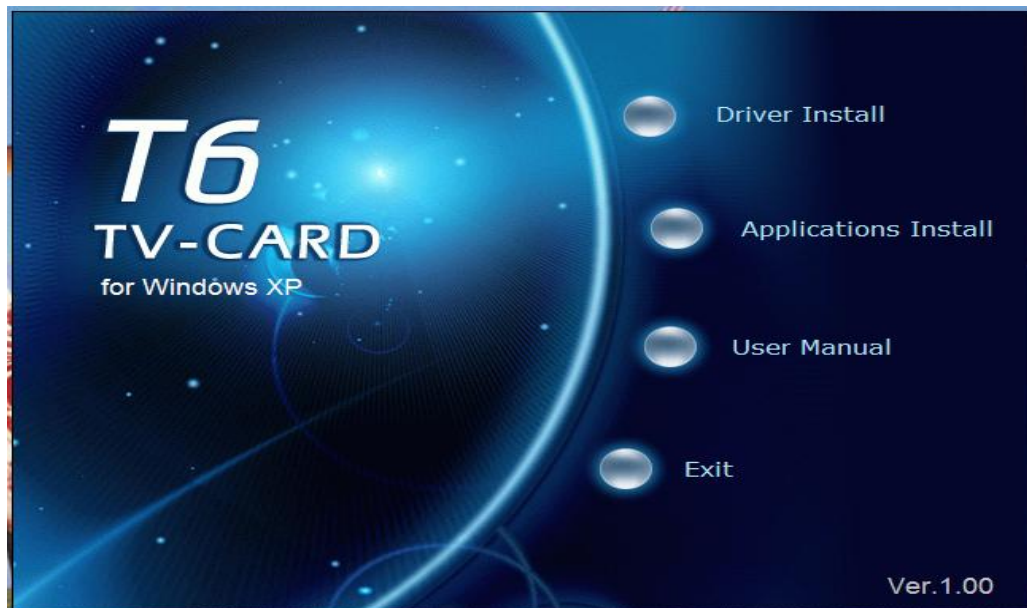 T6
TV-CARD
for Windows XP
Driver Install
Applications Install
User Manual
Exit
Ver.1.00